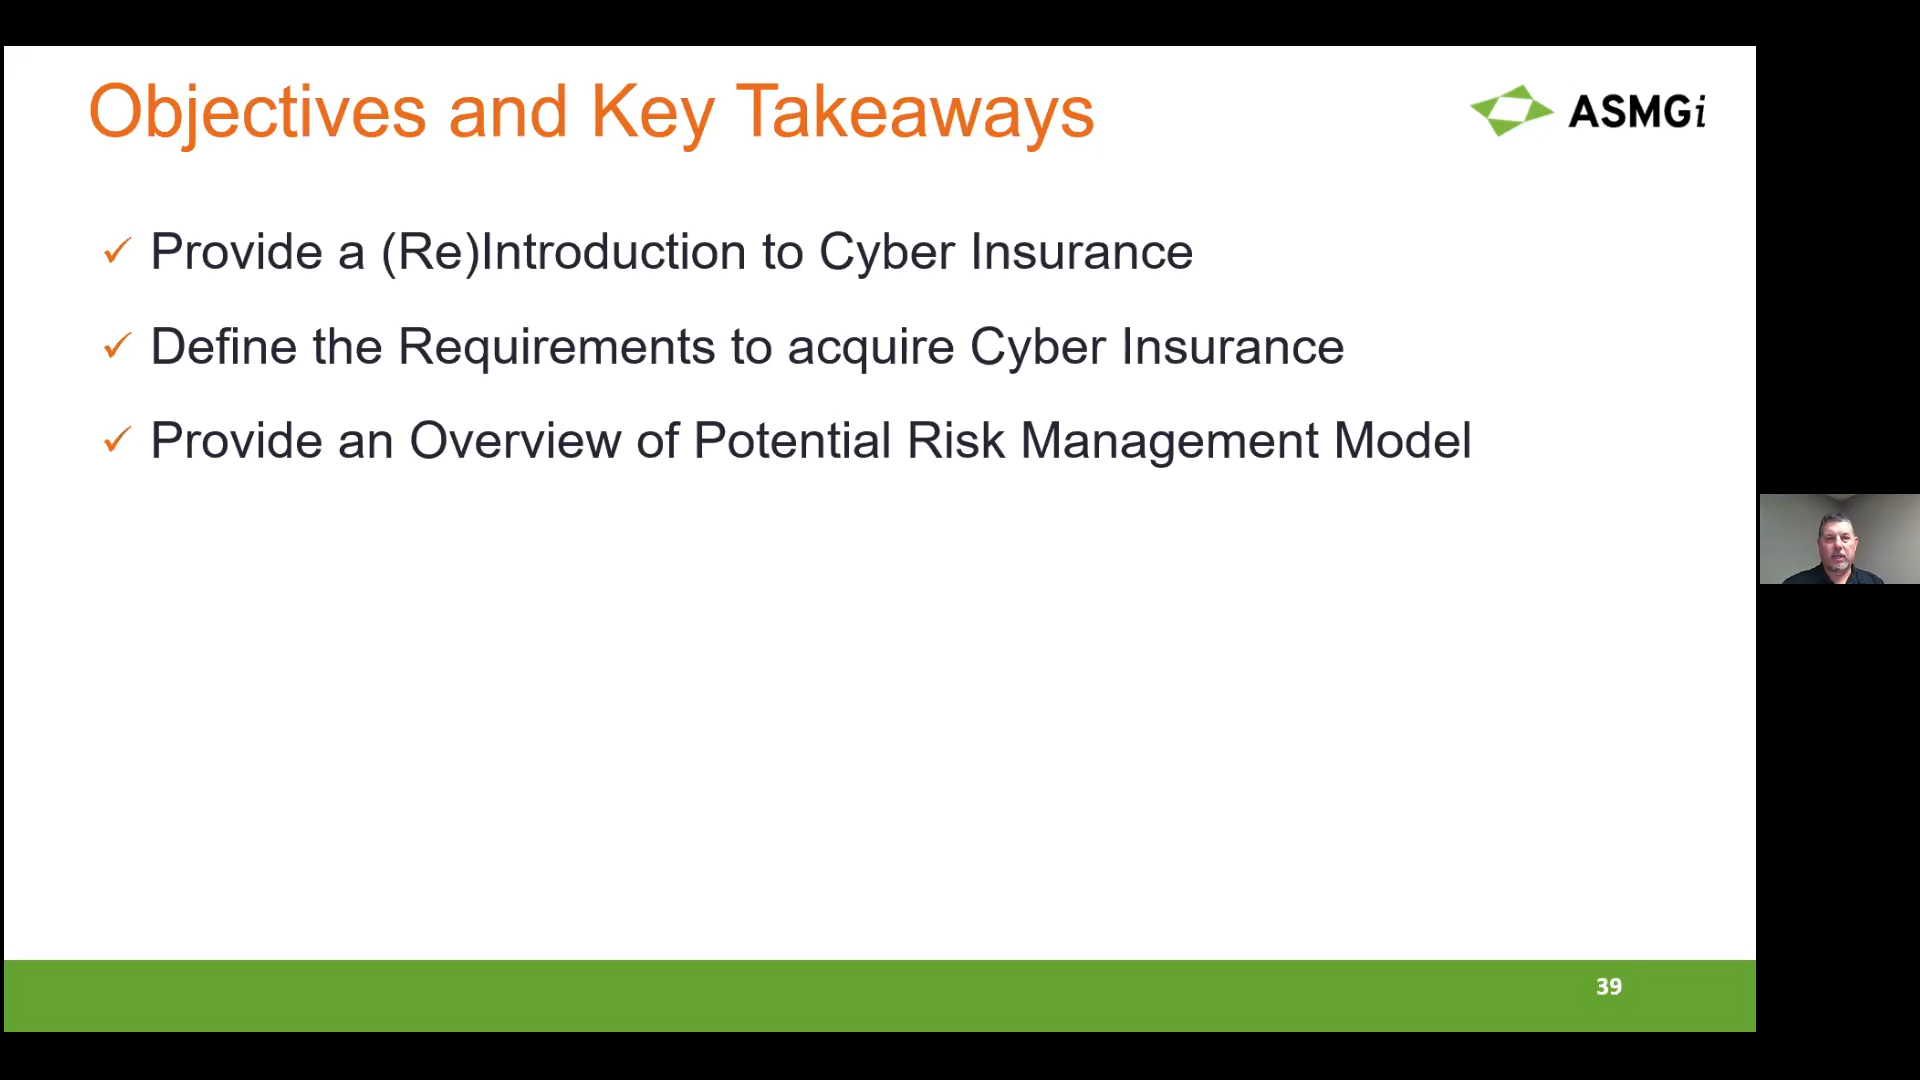 Objectives and Key Takeaways
ASMGi
✓ Provide a (Re)Introduction to Cyber Insurance
✓ Define the Requirements to acquire Cyber Insurance
✓ Provide an Overview of Potential Risk Management Model
39